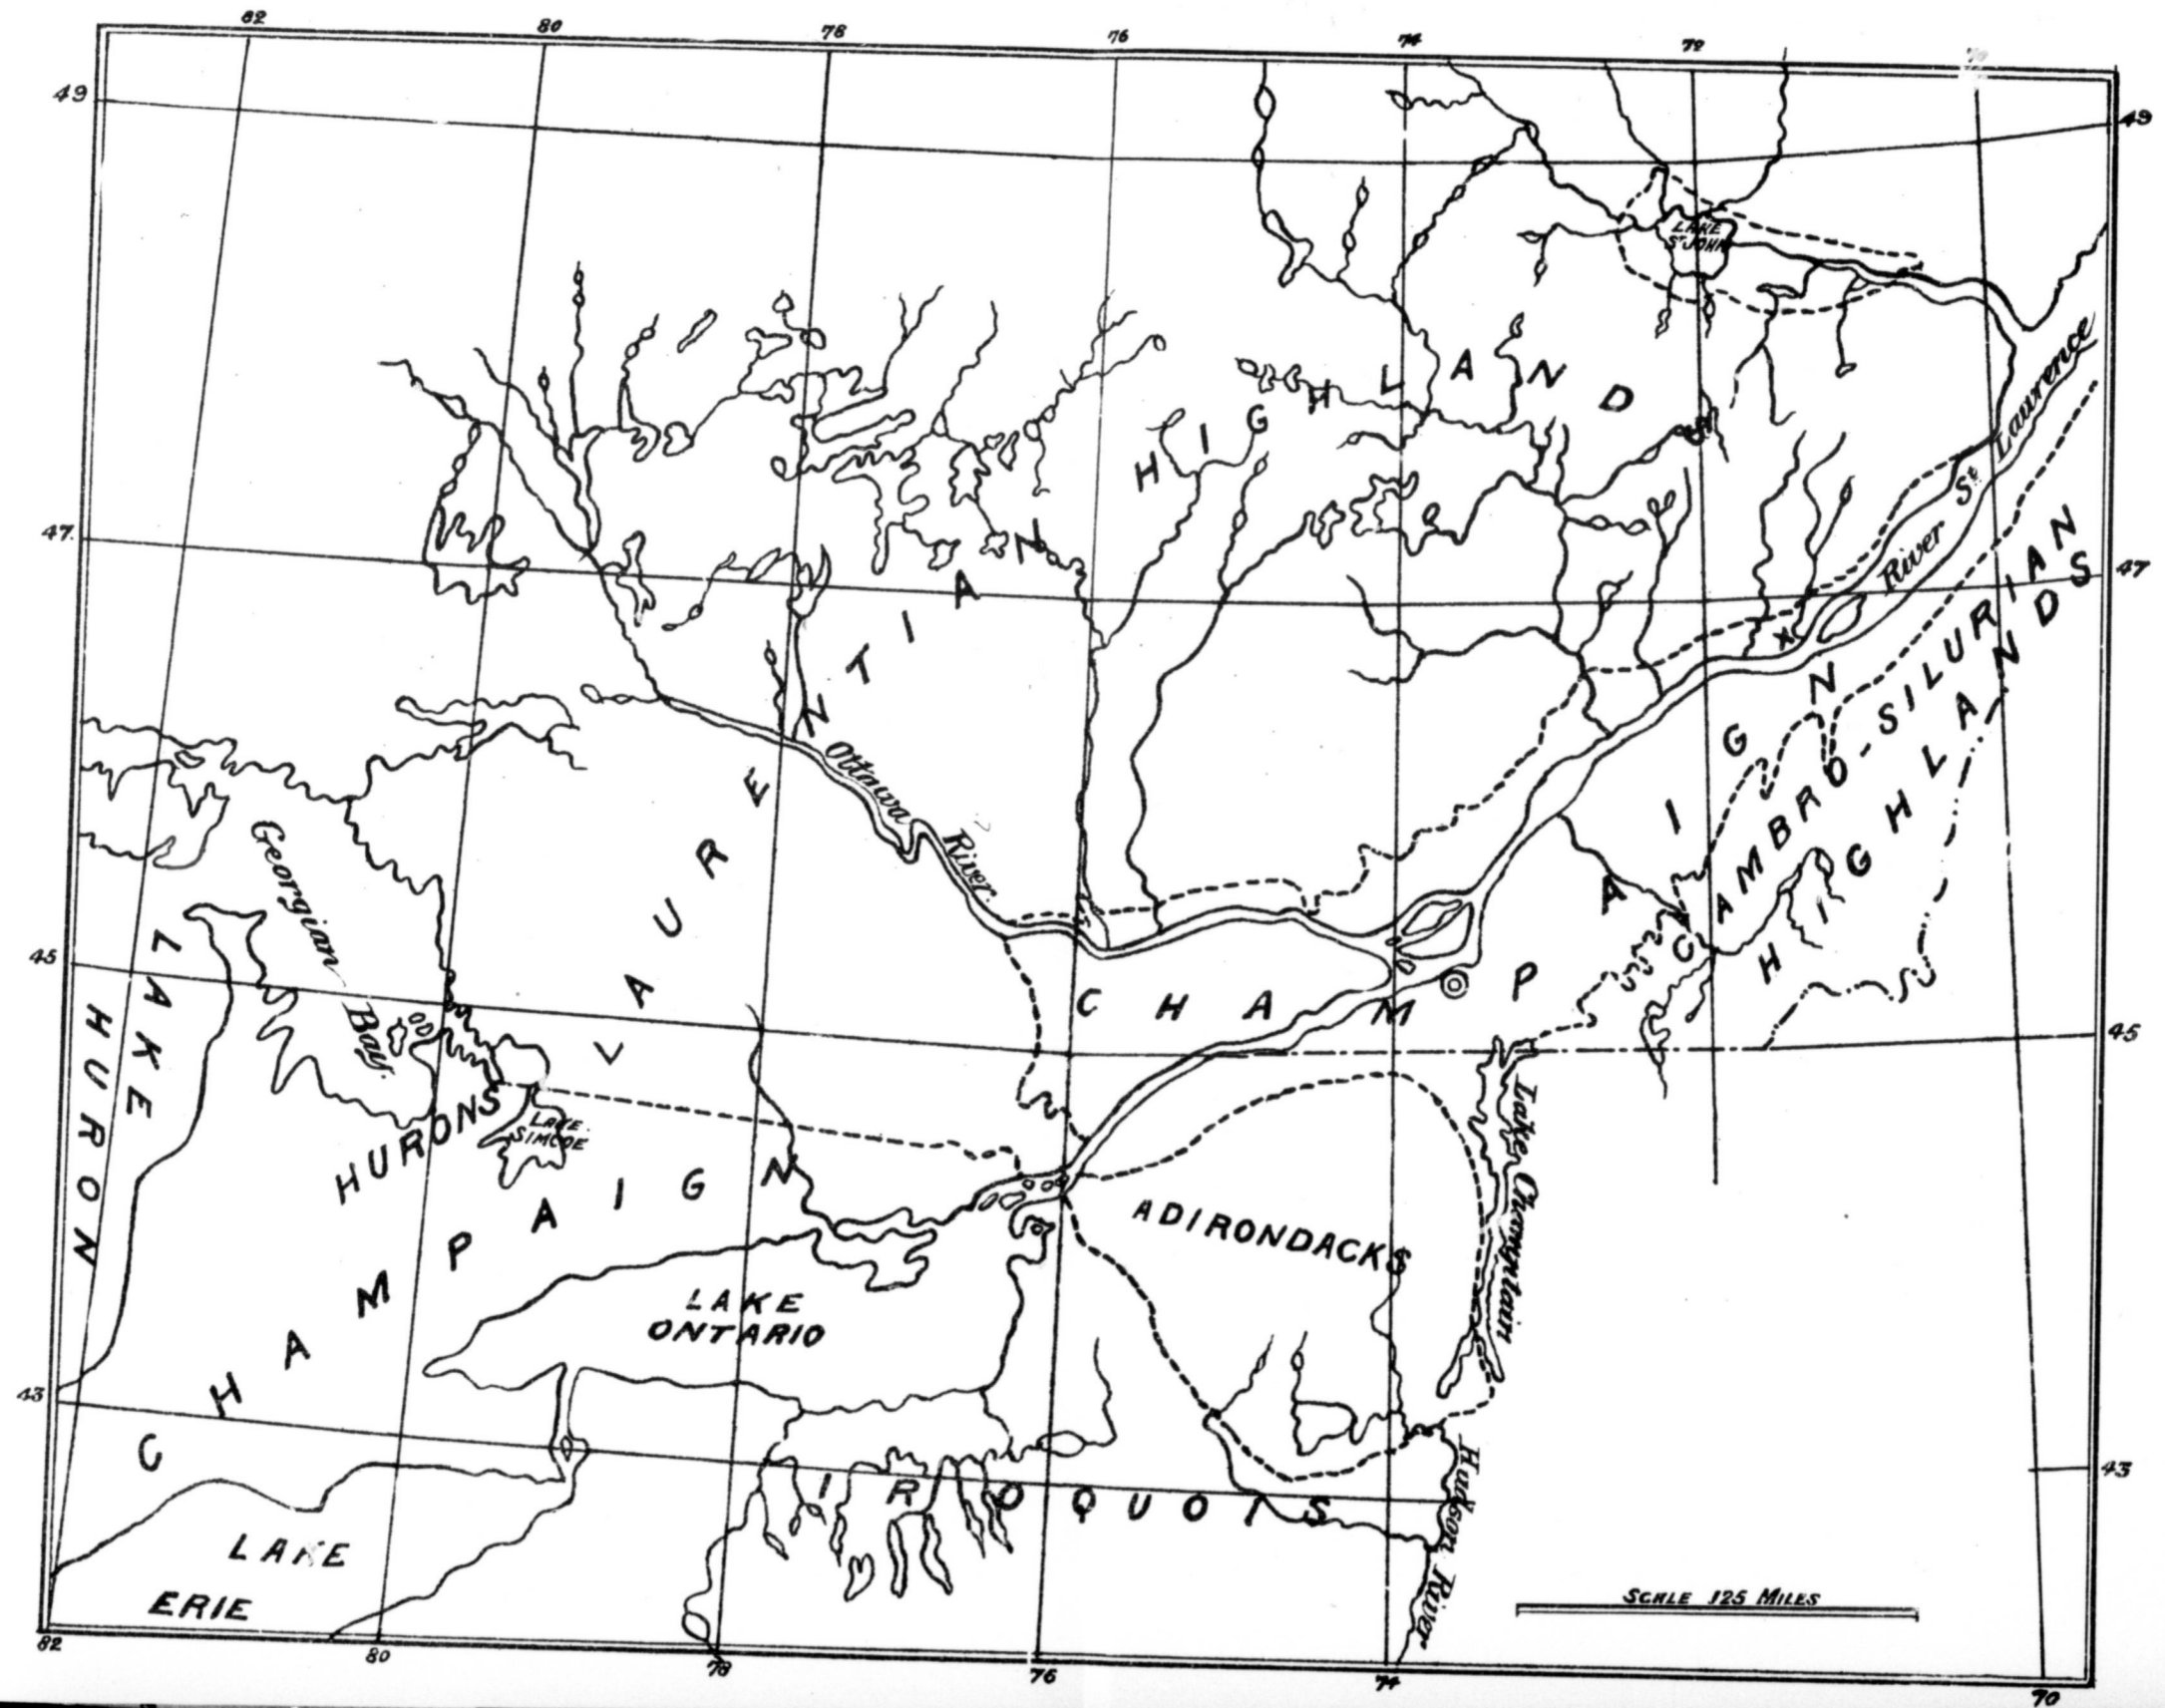 82 80 78 76 74 72
49 49
LAKE
ST JOHN
LAURENTIAN HIGHLAND
River St Lawrence
47 47
CAMBRO-SILURIAN
HIGHLANDS
Ottawa River
Georgian Bay.
CHAMPAIGN
LAKE
HURON
45 45
HURONS
LAKE
SIMCOE
Lake Champlain
ADIRONDACKS
CHAMPAIGN
LAKE
ONTARIO
43 43
IROQUOIS
Hudson River
LAKE
ERIE
SCALE 125 MILES
82 80 78 76 74 70